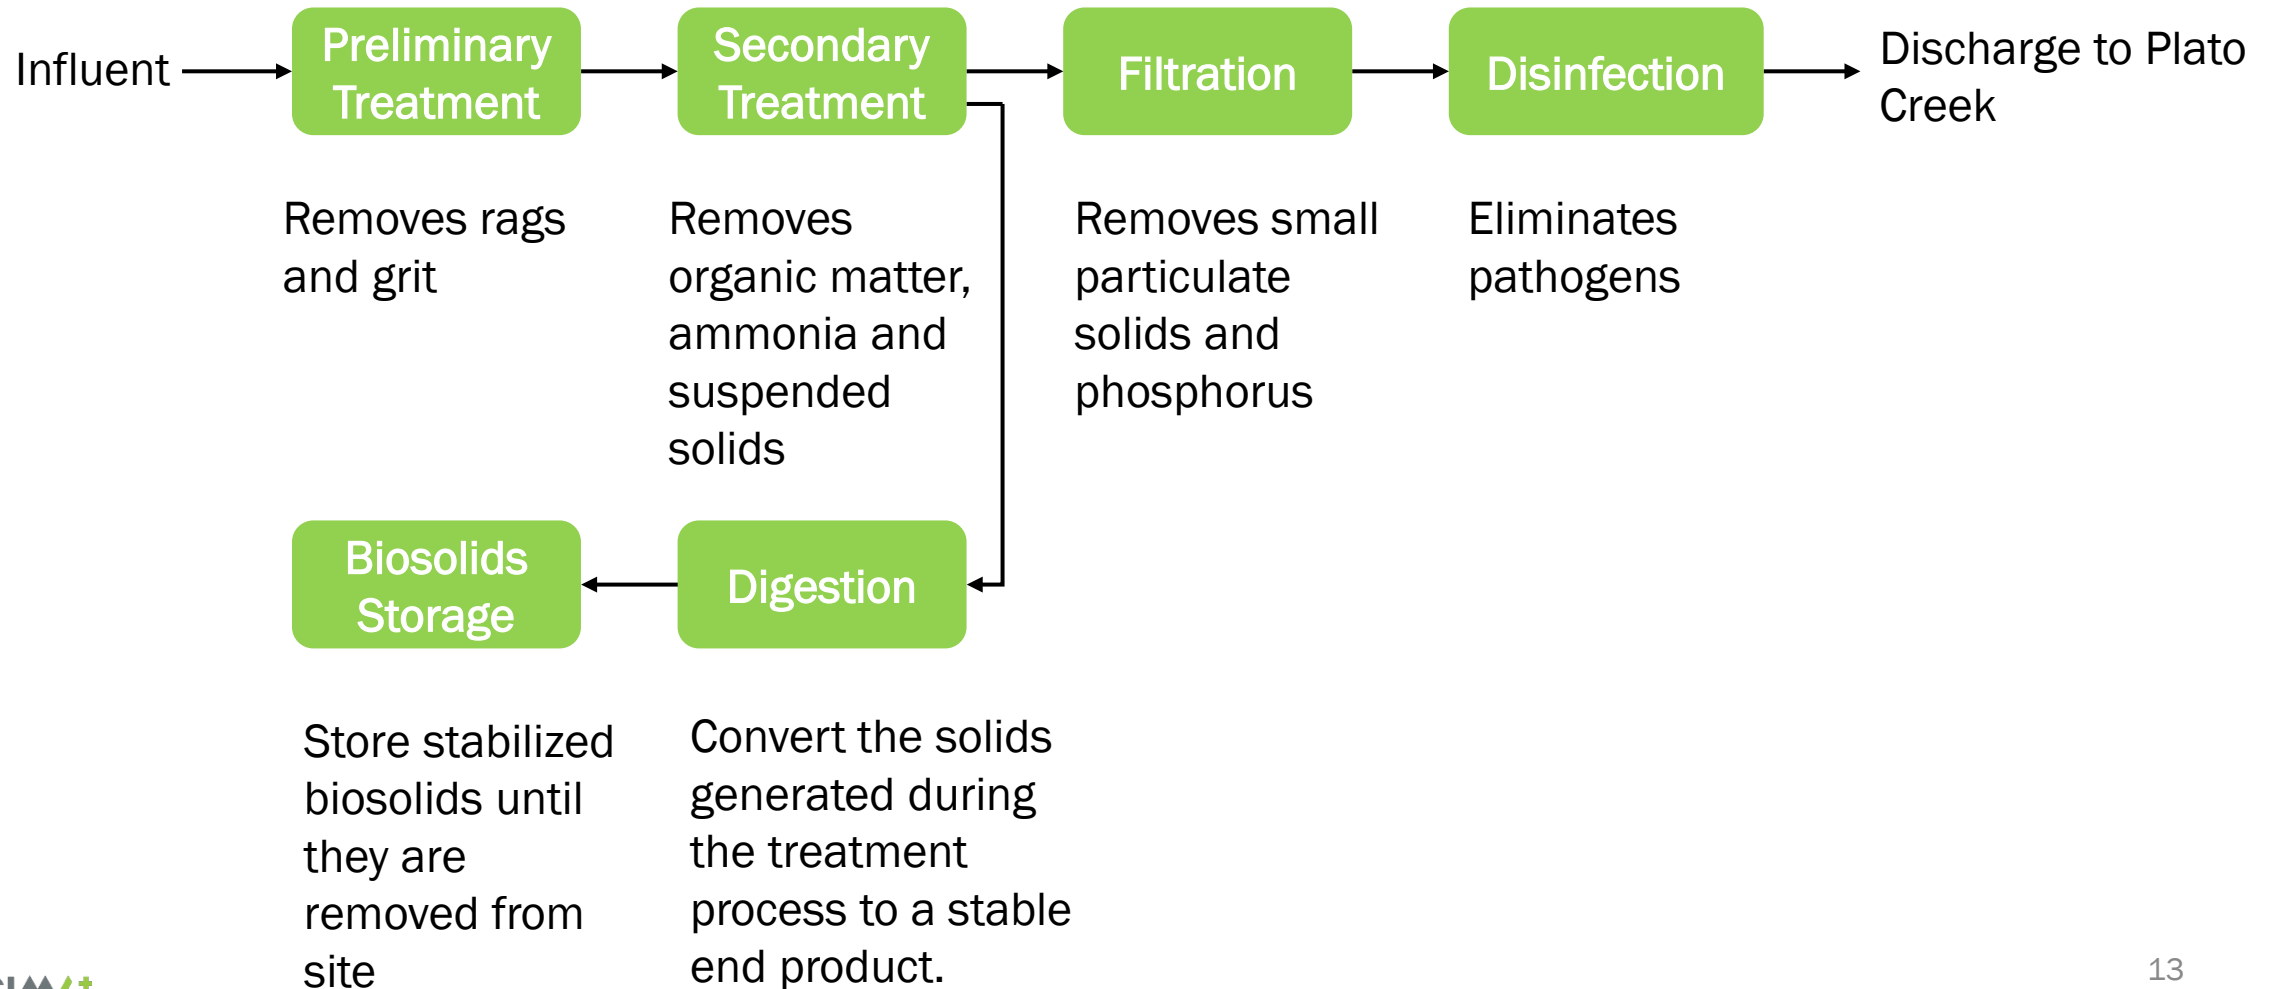 Influent
Preliminary
Treatment
Secondary
Treatment
Filtration
Disinfection
Discharge to Plato
Creek
Removes rags
and grit
Removes
organic matter,
ammonia and
suspended
solids
Removes small
particulate
solids and
phosphorus
Eliminates
pathogens
Biosolids
Storage
Digestion
Store stabilized
biosolids until
they are
removed from
site
Convert the solids
generated during
the treatment
process to a stable
end product.
13